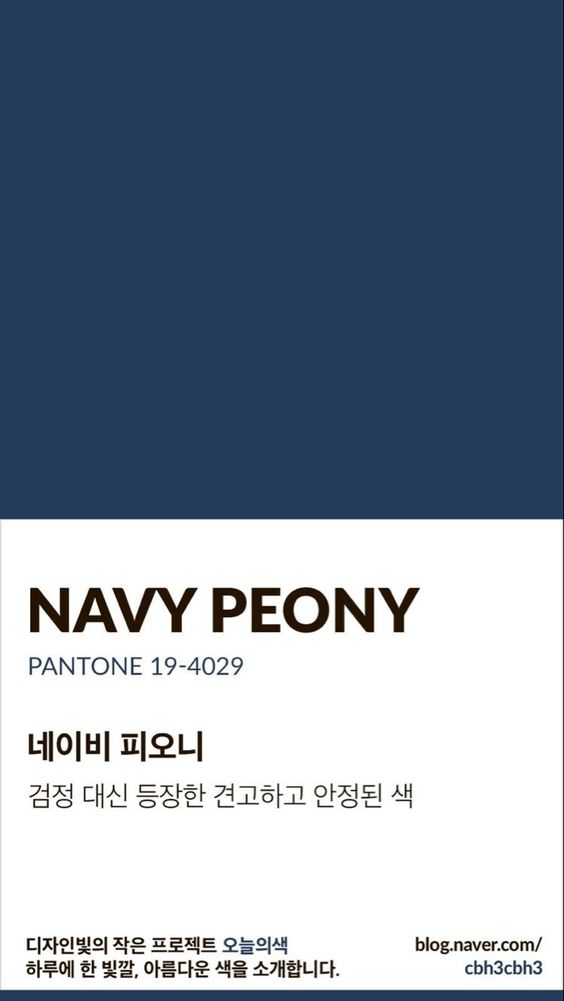 NAVY PEONY
PANTONE 19-4029
네이비 피오니
검정 대신 등장한 견고하고 안정된 색
디자인빛의 작은 프로젝트 오늘의색
하루에 한 빛깔, 아름다운 색을 소개합니다.
blog.naver.com/
cbh3cbh3